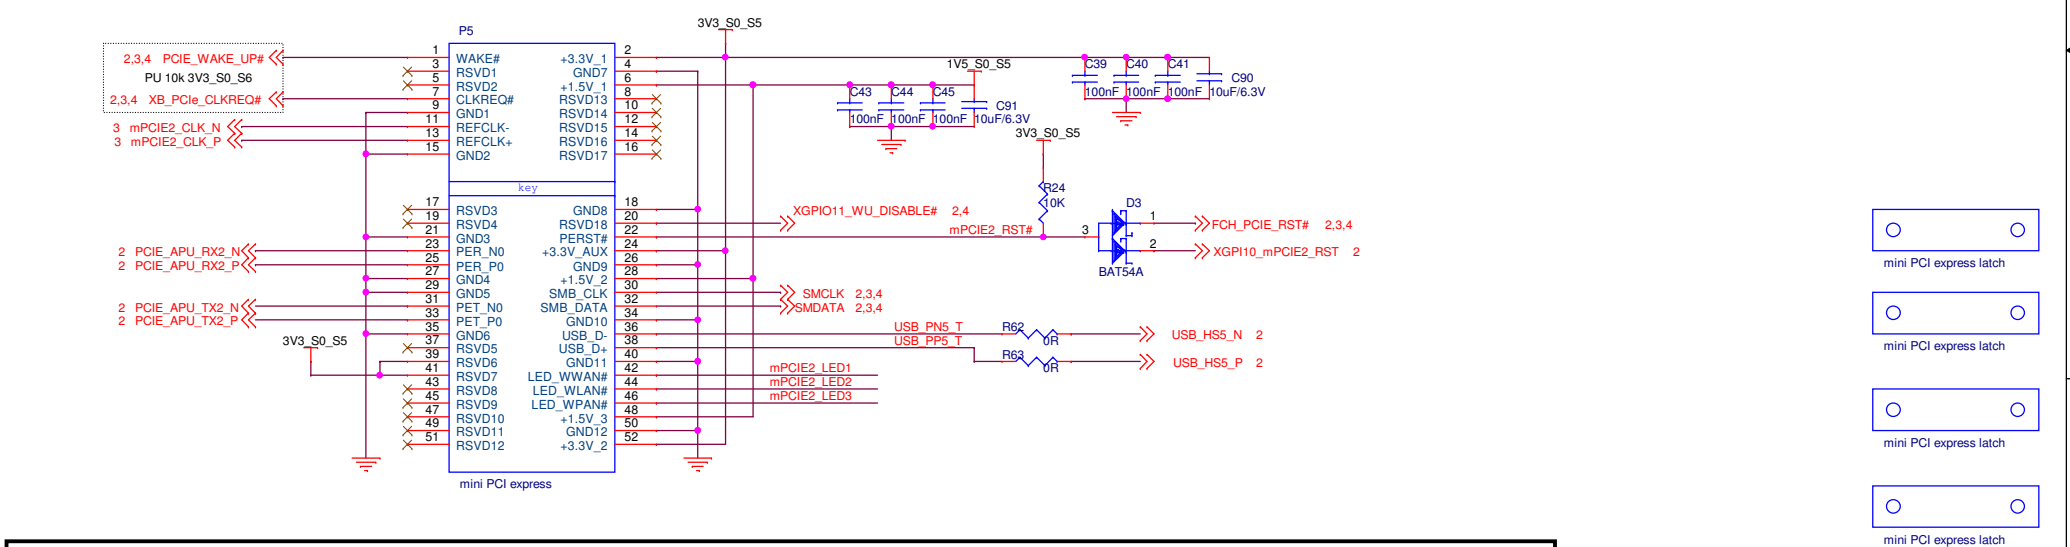 3V3_S0_S5
P5
2,3,4 PCIE_WAKE_UP#
PU 10k 3V3_S0_S6
2,3,4 XB_PCIe_CLKREQ#
3 mPCIE2_CLK_N
3 mPCIE2_CLK_P
1 WAKE# +3.3V_1 2
3 RSVD1 GND7 4
5 RSVD2 +1.5V_1 6
7 CLKREQ# RSVD13 8
9 GND1 RSVD14 10
11 REFCLK- RSVD15 12
13 REFCLK+ RSVD16 14
15 GND2 RSVD17 16
key
17 RSVD3 GND8 18
19 RSVD4 RSVD18 20
21 GND3 PERST# 22
23 PER_N0 +3.3V_AUX 24
25 PER_P0 GND9 26
27 GND4 +1.5V_2 28
29 GND5 SMB_CLK 30
31 PET_N0 SMB_DATA 32
33 PET_P0 GND10 34
35 GND6 USB_D- 36
37 RSVD5 USB_D+ 38
39 RSVD6 GND11 40
41 RSVD7 LED_WWAN# 42
43 RSVD8 LED_WLAN# 44
45 RSVD9 LED_WPAN# 46
47 RSVD10 +1.5V_3 48
49 RSVD11 GND12 50
51 RSVD12 +3.3V_2 52
mini PCI express
2 PCIE_APU_RX2_N
2 PCIE_APU_RX2_P
2 PCIE_APU_TX2_N
2 PCIE_APU_TX2_P
3V3_S0_S5
1V5_S0_S5
C43 C44 C45 C91
100nF 100nF 100nF 10uF/6.3V
C39 C40 C41 C90
100nF 100nF 100nF 10uF/6.3V
3V3_S0_S5
R24
10K
XGPIO11_WU_DISABLE# 2,4
mPCIE2_RST#
D3
3
1
2
BAT54A
FCH_PCIE_RST# 2,3,4
XGPI10_mPCIE2_RST 2
SMCLK 2,3,4
SMDATA 2,3,4
USB_PN5_T R62 0R USB_HS5_N 2
USB_PP5_T R63 0R USB_HS5_P 2
mPCIE2_LED1
mPCIE2_LED2
mPCIE2_LED3
mini PCI express latch
mini PCI express latch
mini PCI express latch
mini PCI express latch